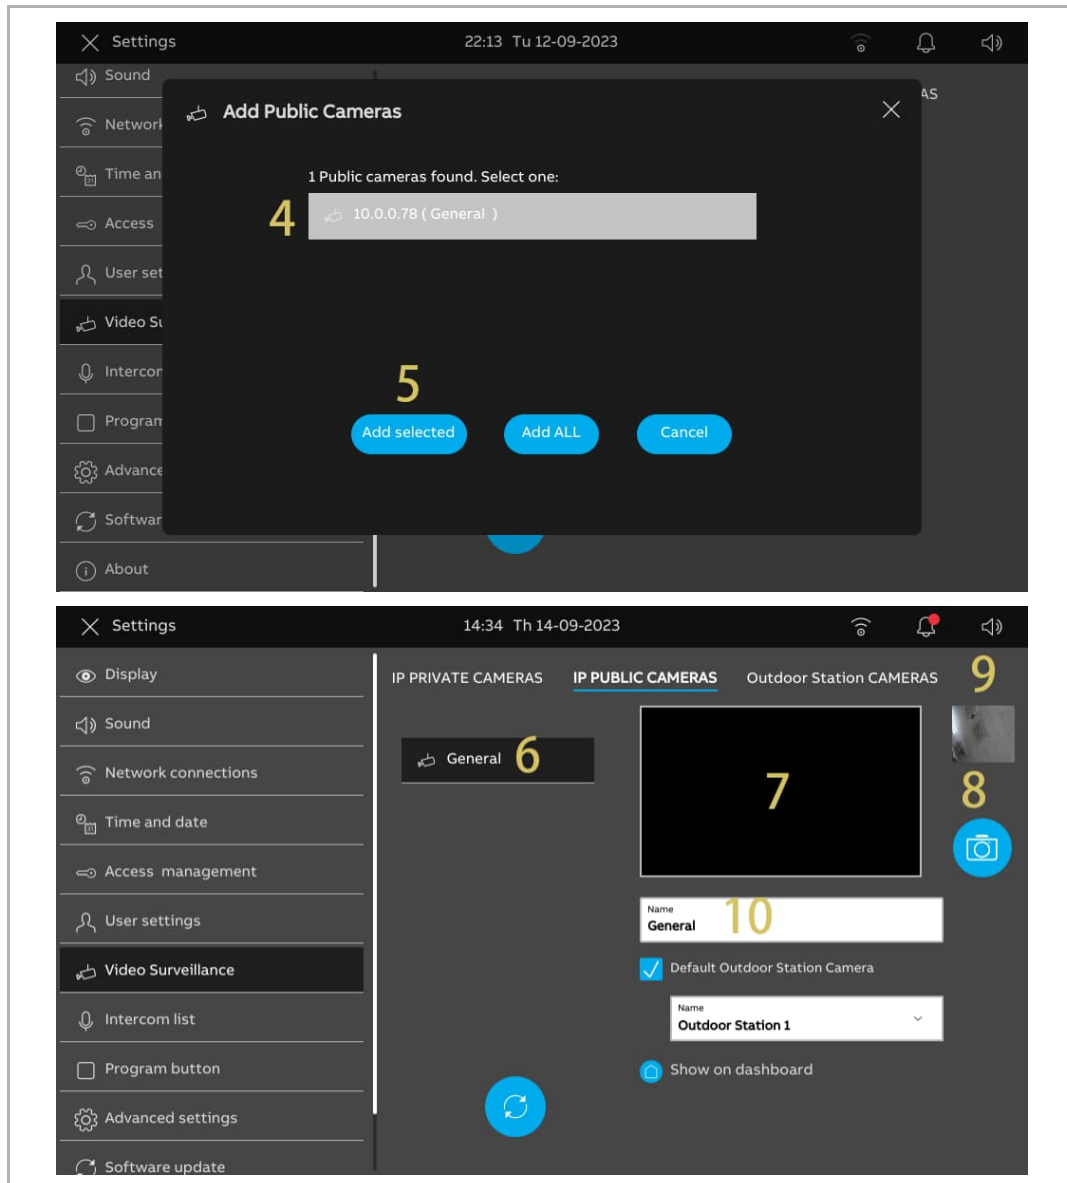 Settings
22:13 Tu 12-09-2023
Sound
Network
Time an
Access
User set
Video Su
Intercor
Program
Advance
Softwar
About
AS
Add Public Cameras
1 Public cameras found. Select one:
4
10.0.0.78 ( General )
5
Add selected
Add ALL
Cancel
Settings
14:34 Th 14-09-2023
Display
Sound
Network connections
Time and date
Access management
User settings
Video Surveillance
Intercom list
Program button
Advanced settings
Software update
IP PRIVATE CAMERAS
IP PUBLIC CAMERAS
Outdoor Station CAMERAS
9
General
6
7
8
Name
General
10
Default Outdoor Station Camera
Name
Outdoor Station 1
Show on dashboard